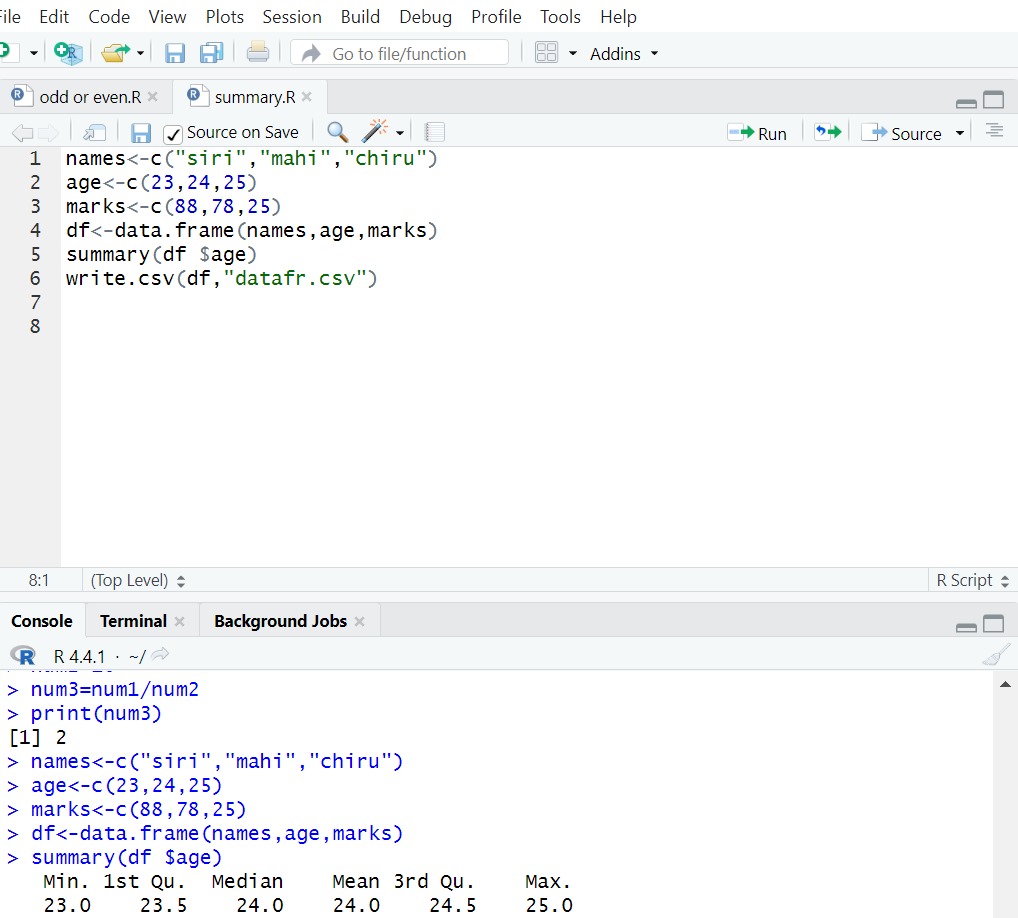 ile Edit Code View Plots Session Build Debug Profile Tools Help
Go to file/function Addins
odd or even.R summary.R
Source on Save Run Source
1 names<-c("siri","mahi","chiru")
2 age<-c(23,24,25)
3 marks<-c(88,78,25)
4 df<-data.frame(names,age,marks)
5 summary(df $age)
6 write.csv(df,"datafr.csv")
7
8
8:1 (Top Level) R Script
Console Terminal Background Jobs
R R 4.4.1 · ~/
> num3=num1/num2
> print(num3)
[1] 2
> names<-c("siri","mahi","chiru")
> age<-c(23,24,25)
> marks<-c(88,78,25)
> df<-data.frame(names,age,marks)
> summary(df $age)
Min. 1st Qu. Median Mean 3rd Qu. Max.
23.0 23.5 24.0 24.0 24.5 25.0